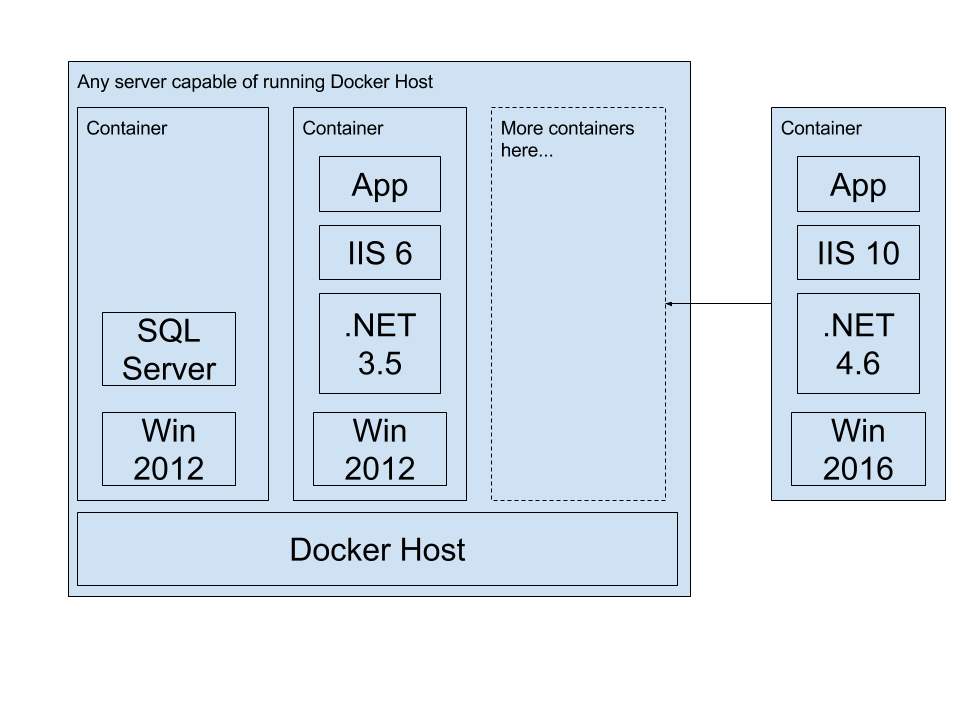 Any server capable of running Docker Host
Container
SQL
Server
Win
2012
Container
App
IIS 6
.NET
3.5
Win
2012
More containers
here...
Container
App
IIS 10
.NET
4.6
Win
2016
Docker Host